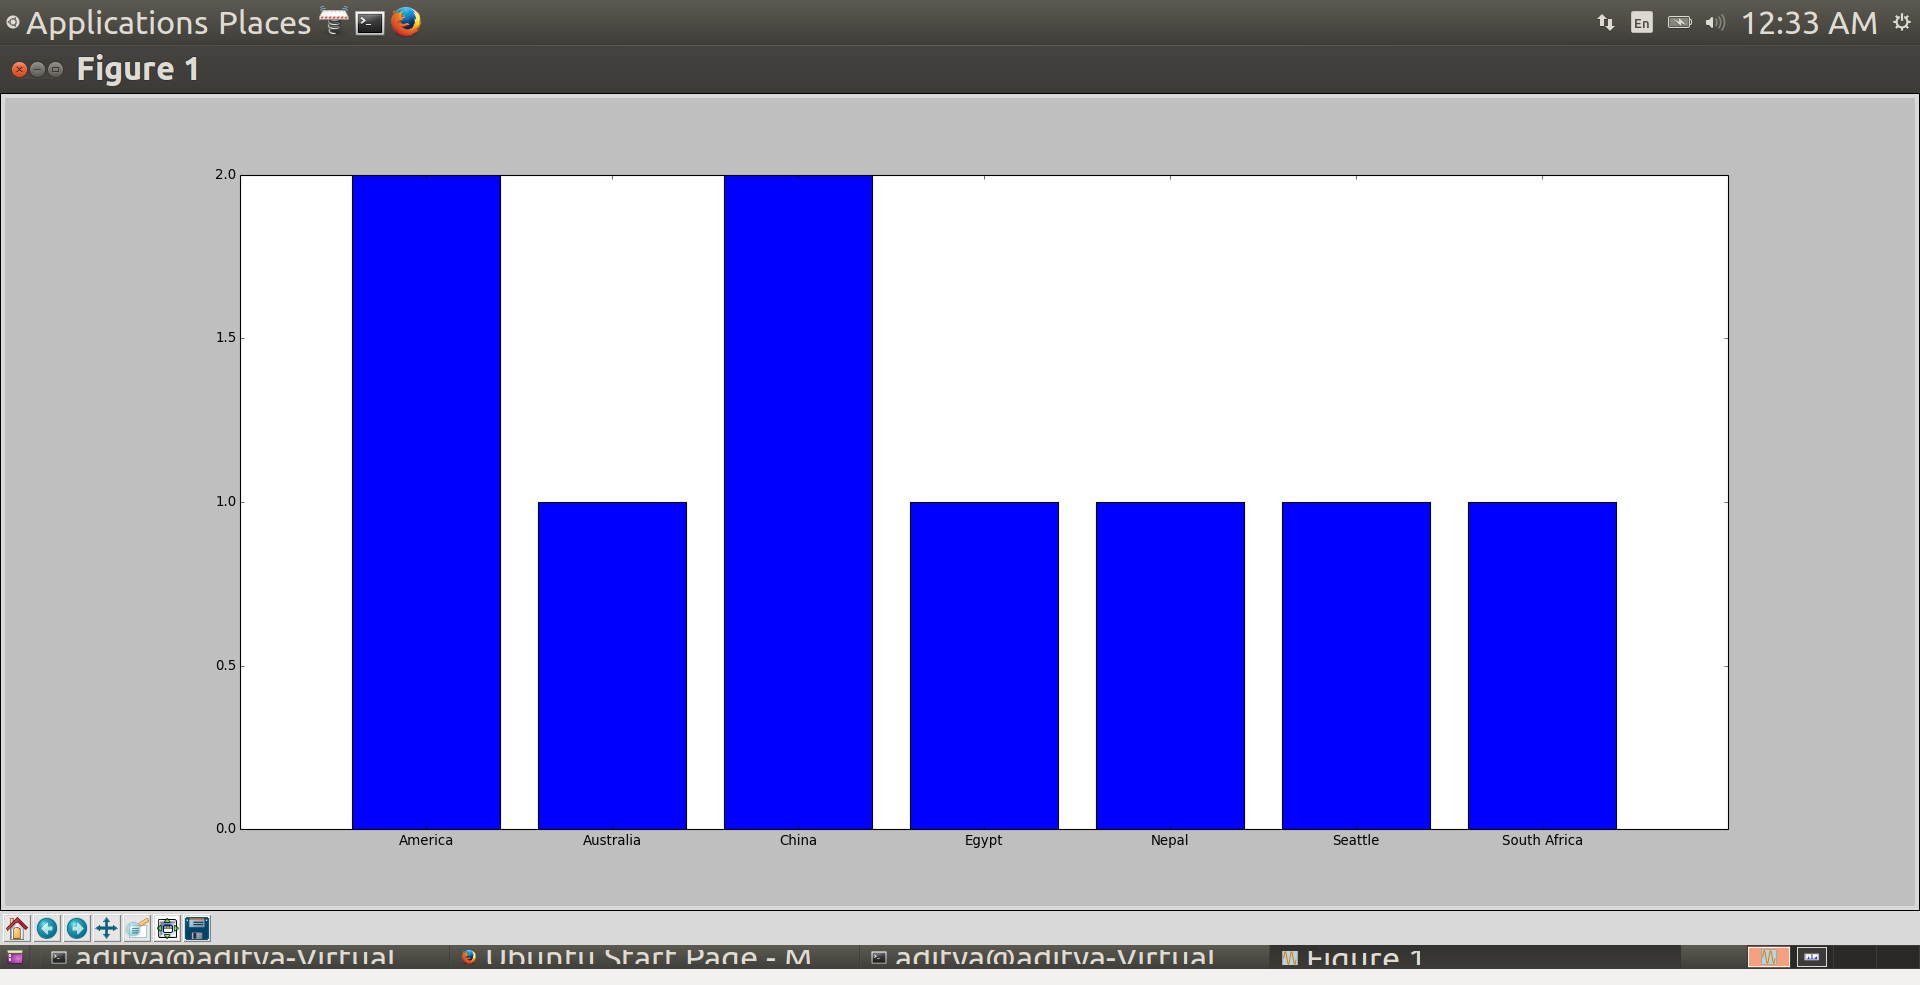 Applications Places En 12:33 AM
Figure 1
2.0
1.5
1.0
0.5
0.0
America Australia China Egypt Nepal Seattle South Africa
aditya@aditya-Virtual Ubuntu Start Page - M aditya@aditya-Virtual Figure 1